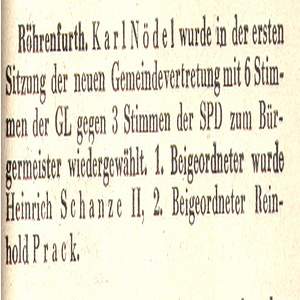 Röhrenfurth. Karl Nödel wurde in der ersten
Sitzung der neuen Gemeindevertretung mit 6 Stim-
men der GL gegen 3 Stimmen der SPD zum Bür-
germeister wiedergewählt. 1. Beigeordneter wurde
Heinrich Schanze II, 2. Beigeordneter Rein-
hold Prack.